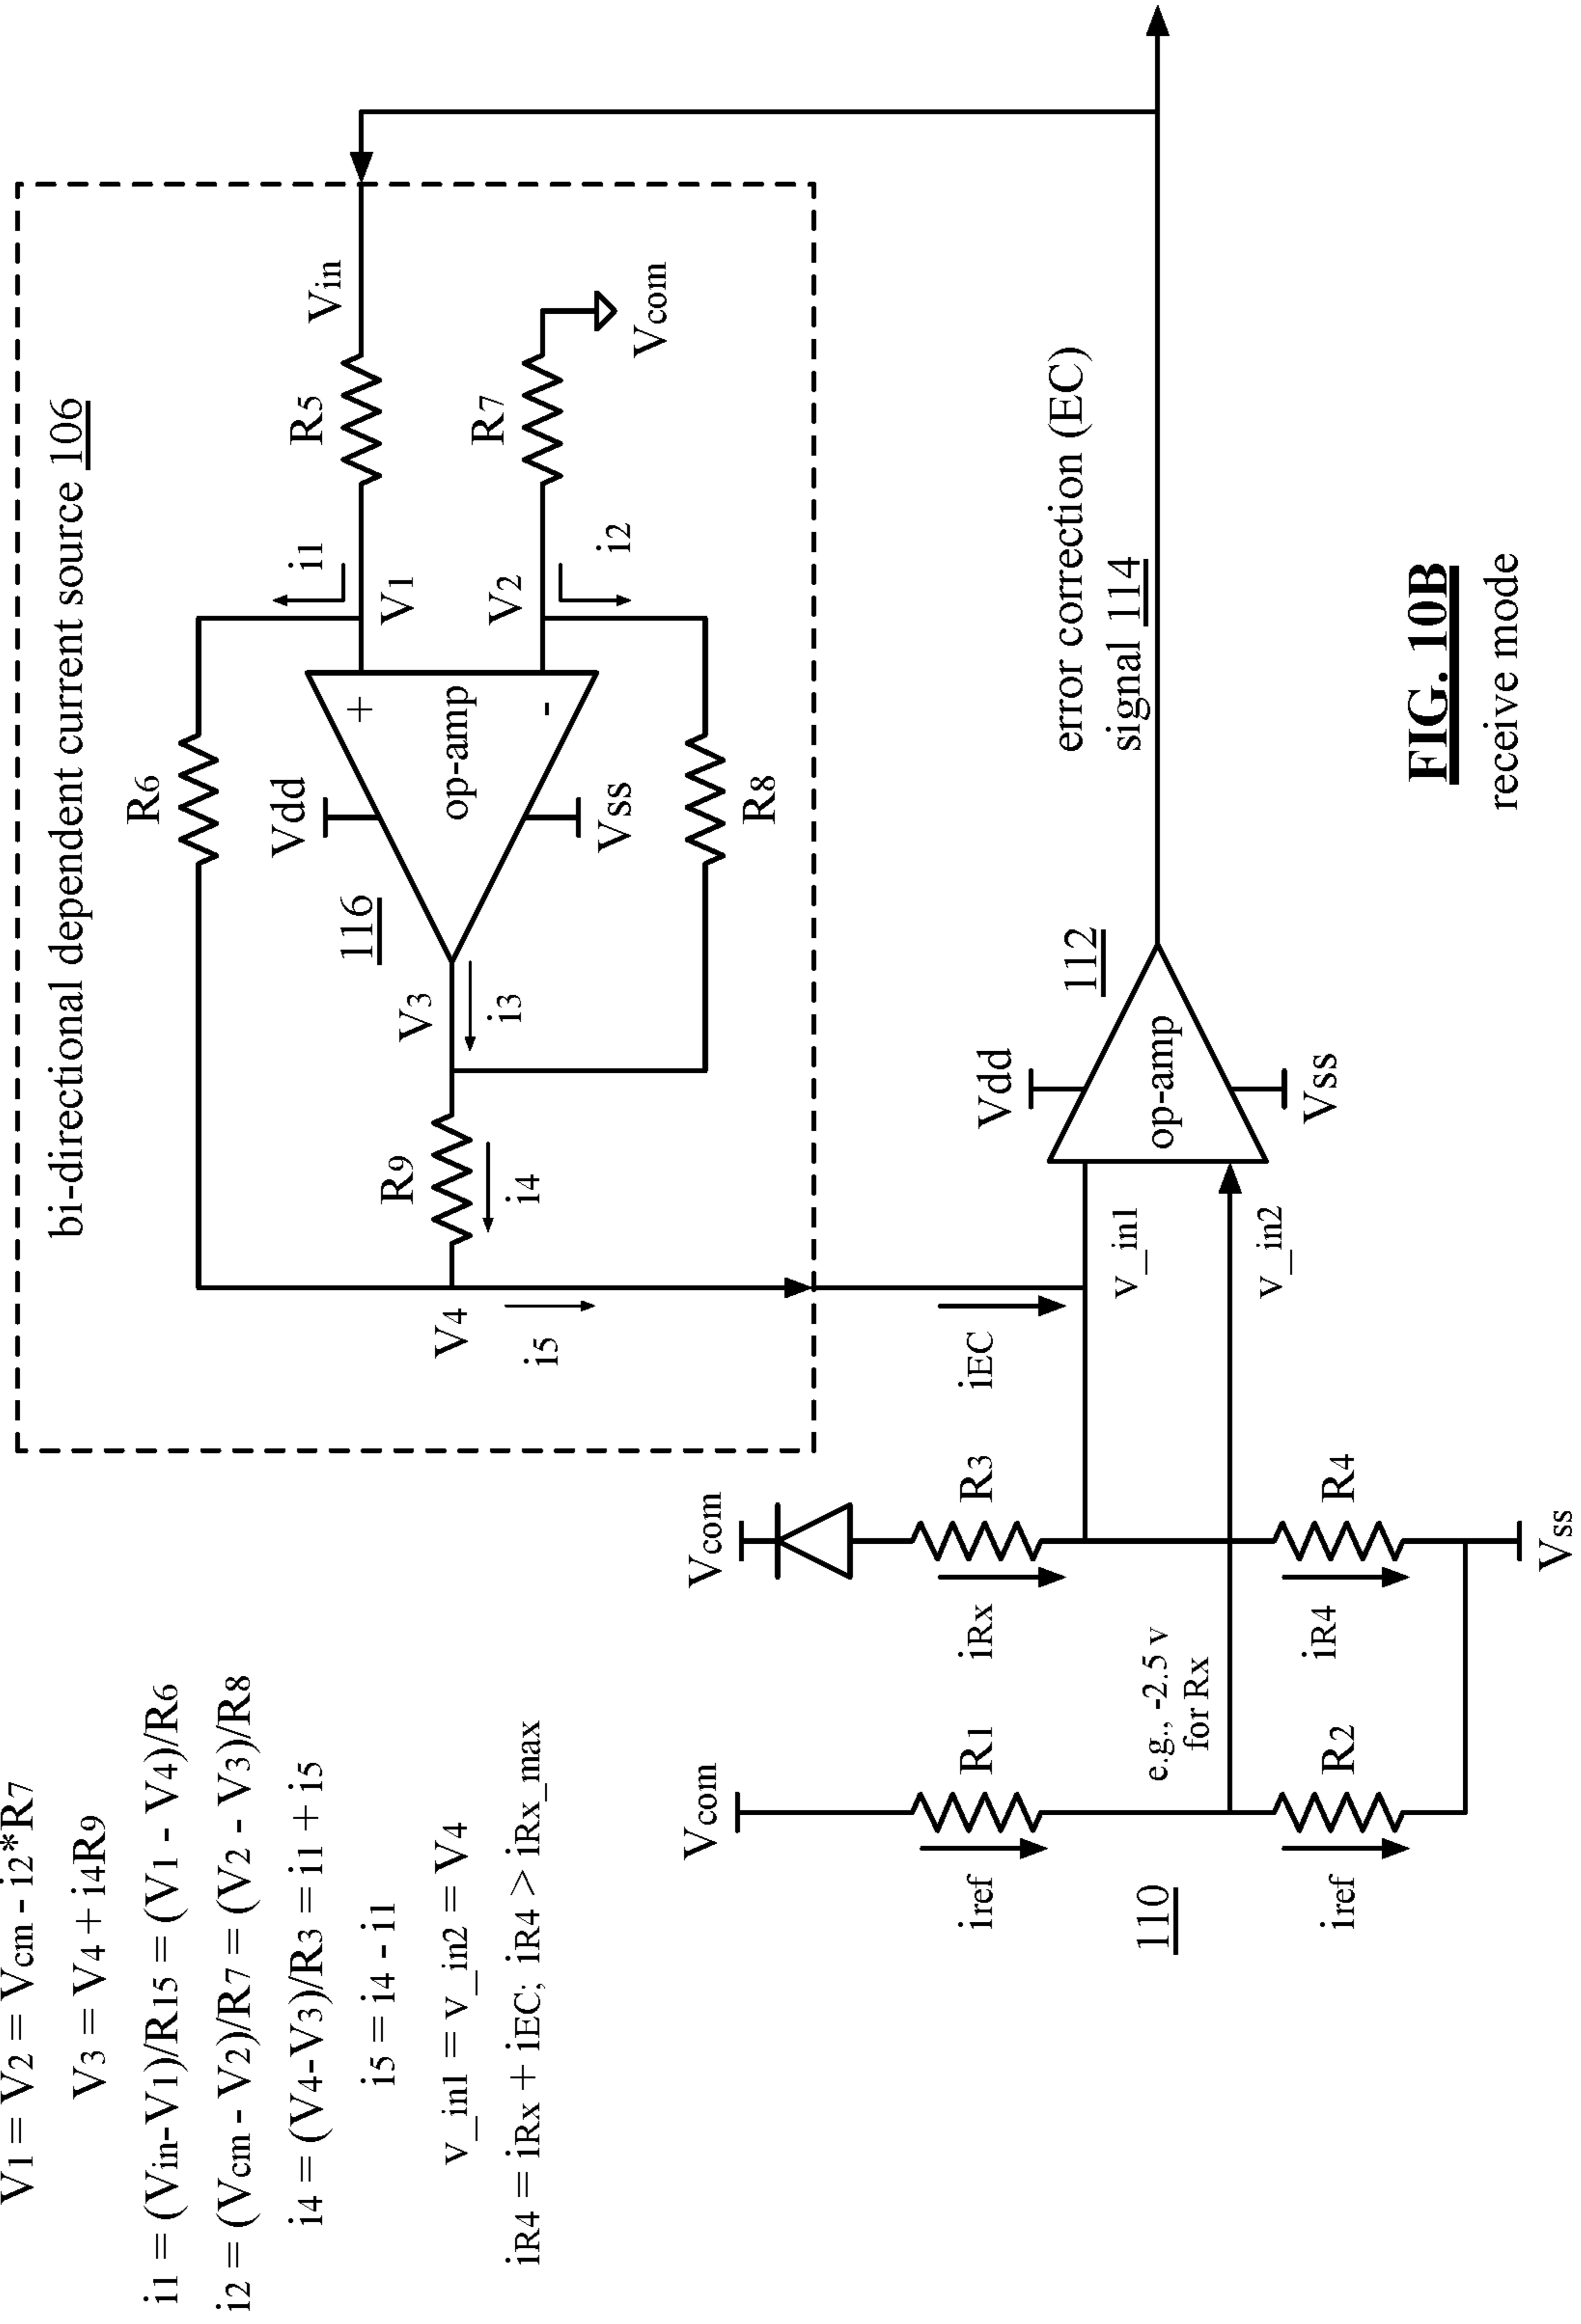 bi-directional dependent current source 106
R6
Vdd
116
+
-
op-amp
Vss
R8
R5
Vin
i1
V1
R7
V2
i2
Vcom
V3
i3
R9
i4
V4
i5
V1 = V2 = Vcm - i2*R7
V3 = V4 + i4R9
i1 = (Vin-V1)/R15 = (V1 - V4)/R6
i2 = (Vcm - V2)/R7 = (V2 - V3)/R8
i4 = (V4-V3)/R3 = i1 + i5
i5 = i4 - i1
v_in1 = v_in2 = V4
iR4 = iRx + iEC; iR4 > iRx_max
Vcom
Vcom
iref
R1
iRx
R3
iEC
e.g., -2.5 v
for Rx
110
iref
R2
iR4
R4
Vss
v_in1
v_in2
Vdd
112
op-amp
Vss
error correction (EC)
signal 114
FIG. 10B
receive mode